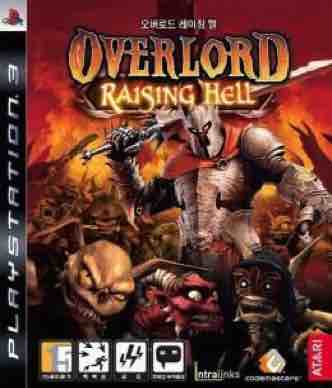 PLAYSTATION 3
오버로드 레이징 헬
OVERLORD
RAISING HELL
ntralinks
codemasters
ATARI